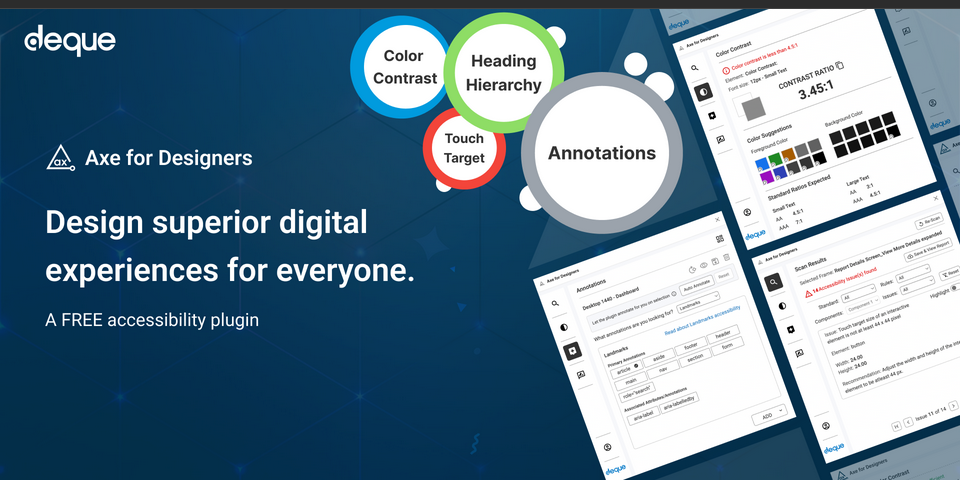 deque
Axe for Designers
Design superior digital
experiences for everyone.
A FREE accessibility plugin
Color
Contrast
Heading
Hierarchy
Touch
Target
Annotations
Axe for Designers
Color Contrast
Color contrast is less than 4.5:1
Element: Color Contrast:
Font size: 12px - Small Text
CONTRAST RATIO
3.45:1
Color Suggestions
Foreground Color
Background Color
Standard Ratios Expected
Small Text
Large Text
AA 4.5:1
AA 3:1
AAA 7:1
AAA 4.5:1
deque
Axe for Designers
Annotations
Desktop 1440 - Dashboard
Let the plugin annotate for you on selection
Auto Annotate
Reset
What annotations are you looking for?
Landmarks
Read about Landmarks accessibility
Landmarks
Primary Annotations
article
aside
footer
header
main
nav
section
form
role="search"
Associated Attributes/Annotations
aria-label
aria-labelledby
ADD
deque
Axe for Designers
Re-Scan
Scan Results
Selected Frame: Report Details Screen_View More Details expanded
14 Accessibility issue(s) found.
Save & View Report
Standard: All
Rules: All
Reset
Components: Component 1
Issues: All
Highlight
Issue: Touch target size of an interactive
element is not at least 44 x 44 pixel
Element: button
Width: 24.00
Height: 24.00
Recommendation: Adjust the width and height of the
element to be atleast 44 px.
Issue 11 of 14
deque
Axe for Designers
Color Contrast